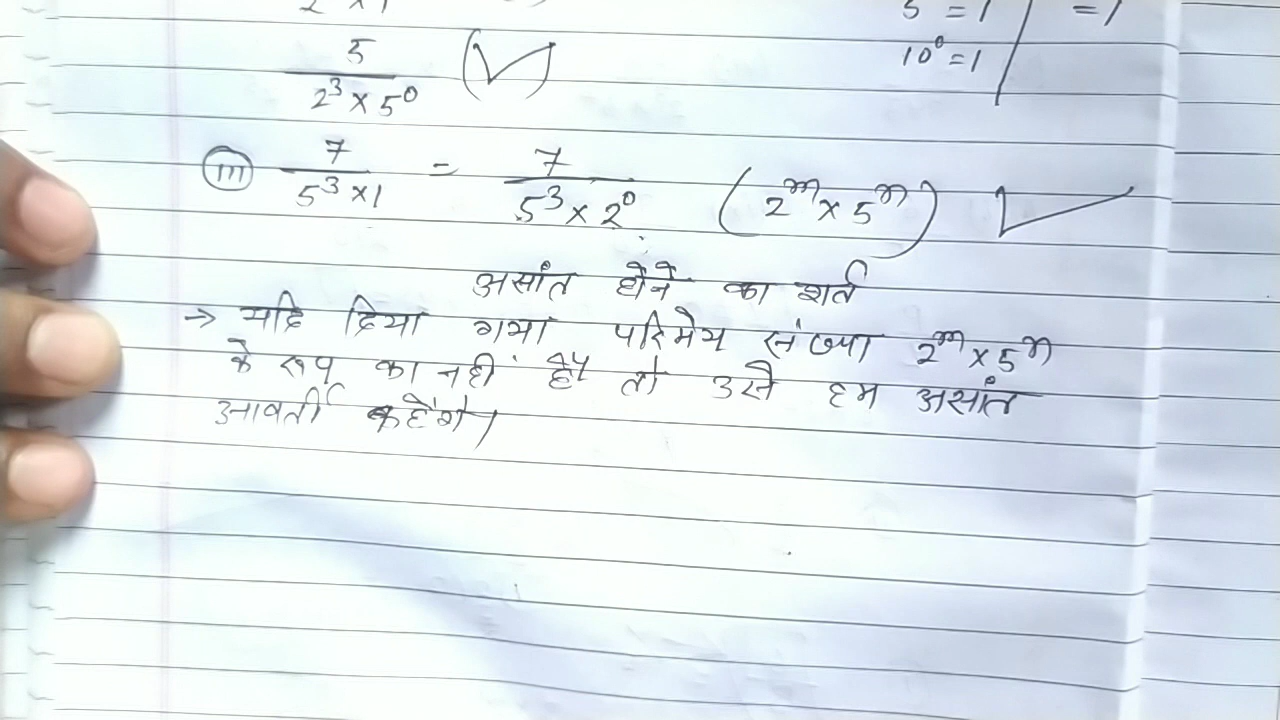 5 = 1 = 1
5
2³ × 5⁰ 10⁰ = 1
(III) 7 / 5³ × 1 = 7 / 5³ × 2⁰ (2ᵐ × 5ⁿ)
असांत होने का शर्त
→ यदि दिया गया परिमेय संख्या 2ᵐ × 5ⁿ
के रूप का नहीं है तो उसे हम असांत
आवर्ती कहेंगे।